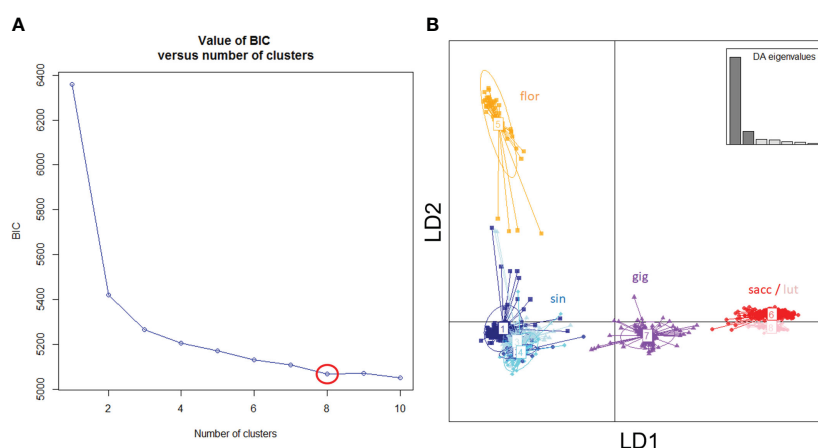 A
Value of BIC
versus number of clusters
BIC
6400
6200
6000
5800
5600
5400
5200
5000
2
4
6
8
10
Number of clusters
B
DA eigenvalues
flor
5
LD2
sin
1
4
gig
7
sacc / lut
6
LD1